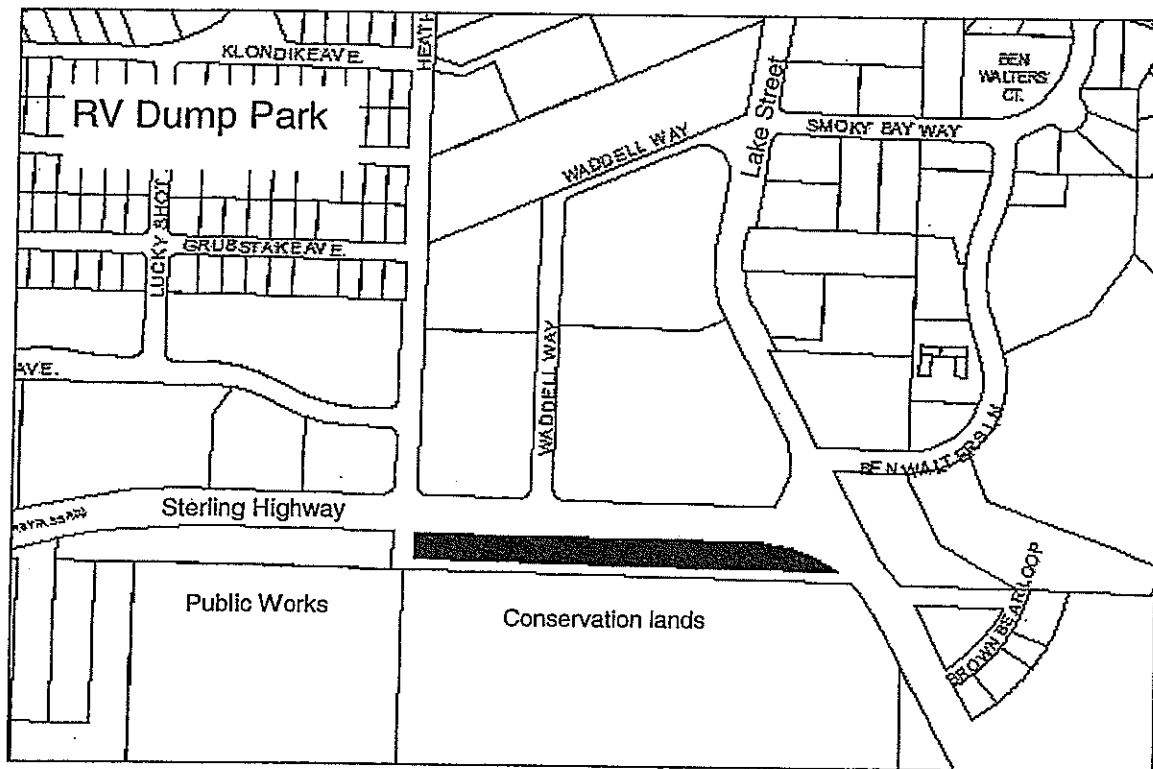 KLONDIKE AVE.
HEATH
BEN
WALTERS
CT.
RV Dump Park
Lake Street
SMOKY BAY WAY
WADDELL WAY
LUCKY SHOT
GRUBSTAKE AVE.
WADDELL WAY
AVE.
BEN WALTERS LN
Sterling Highway
BROWN BEAR LOOP
Public Works
Conservation lands